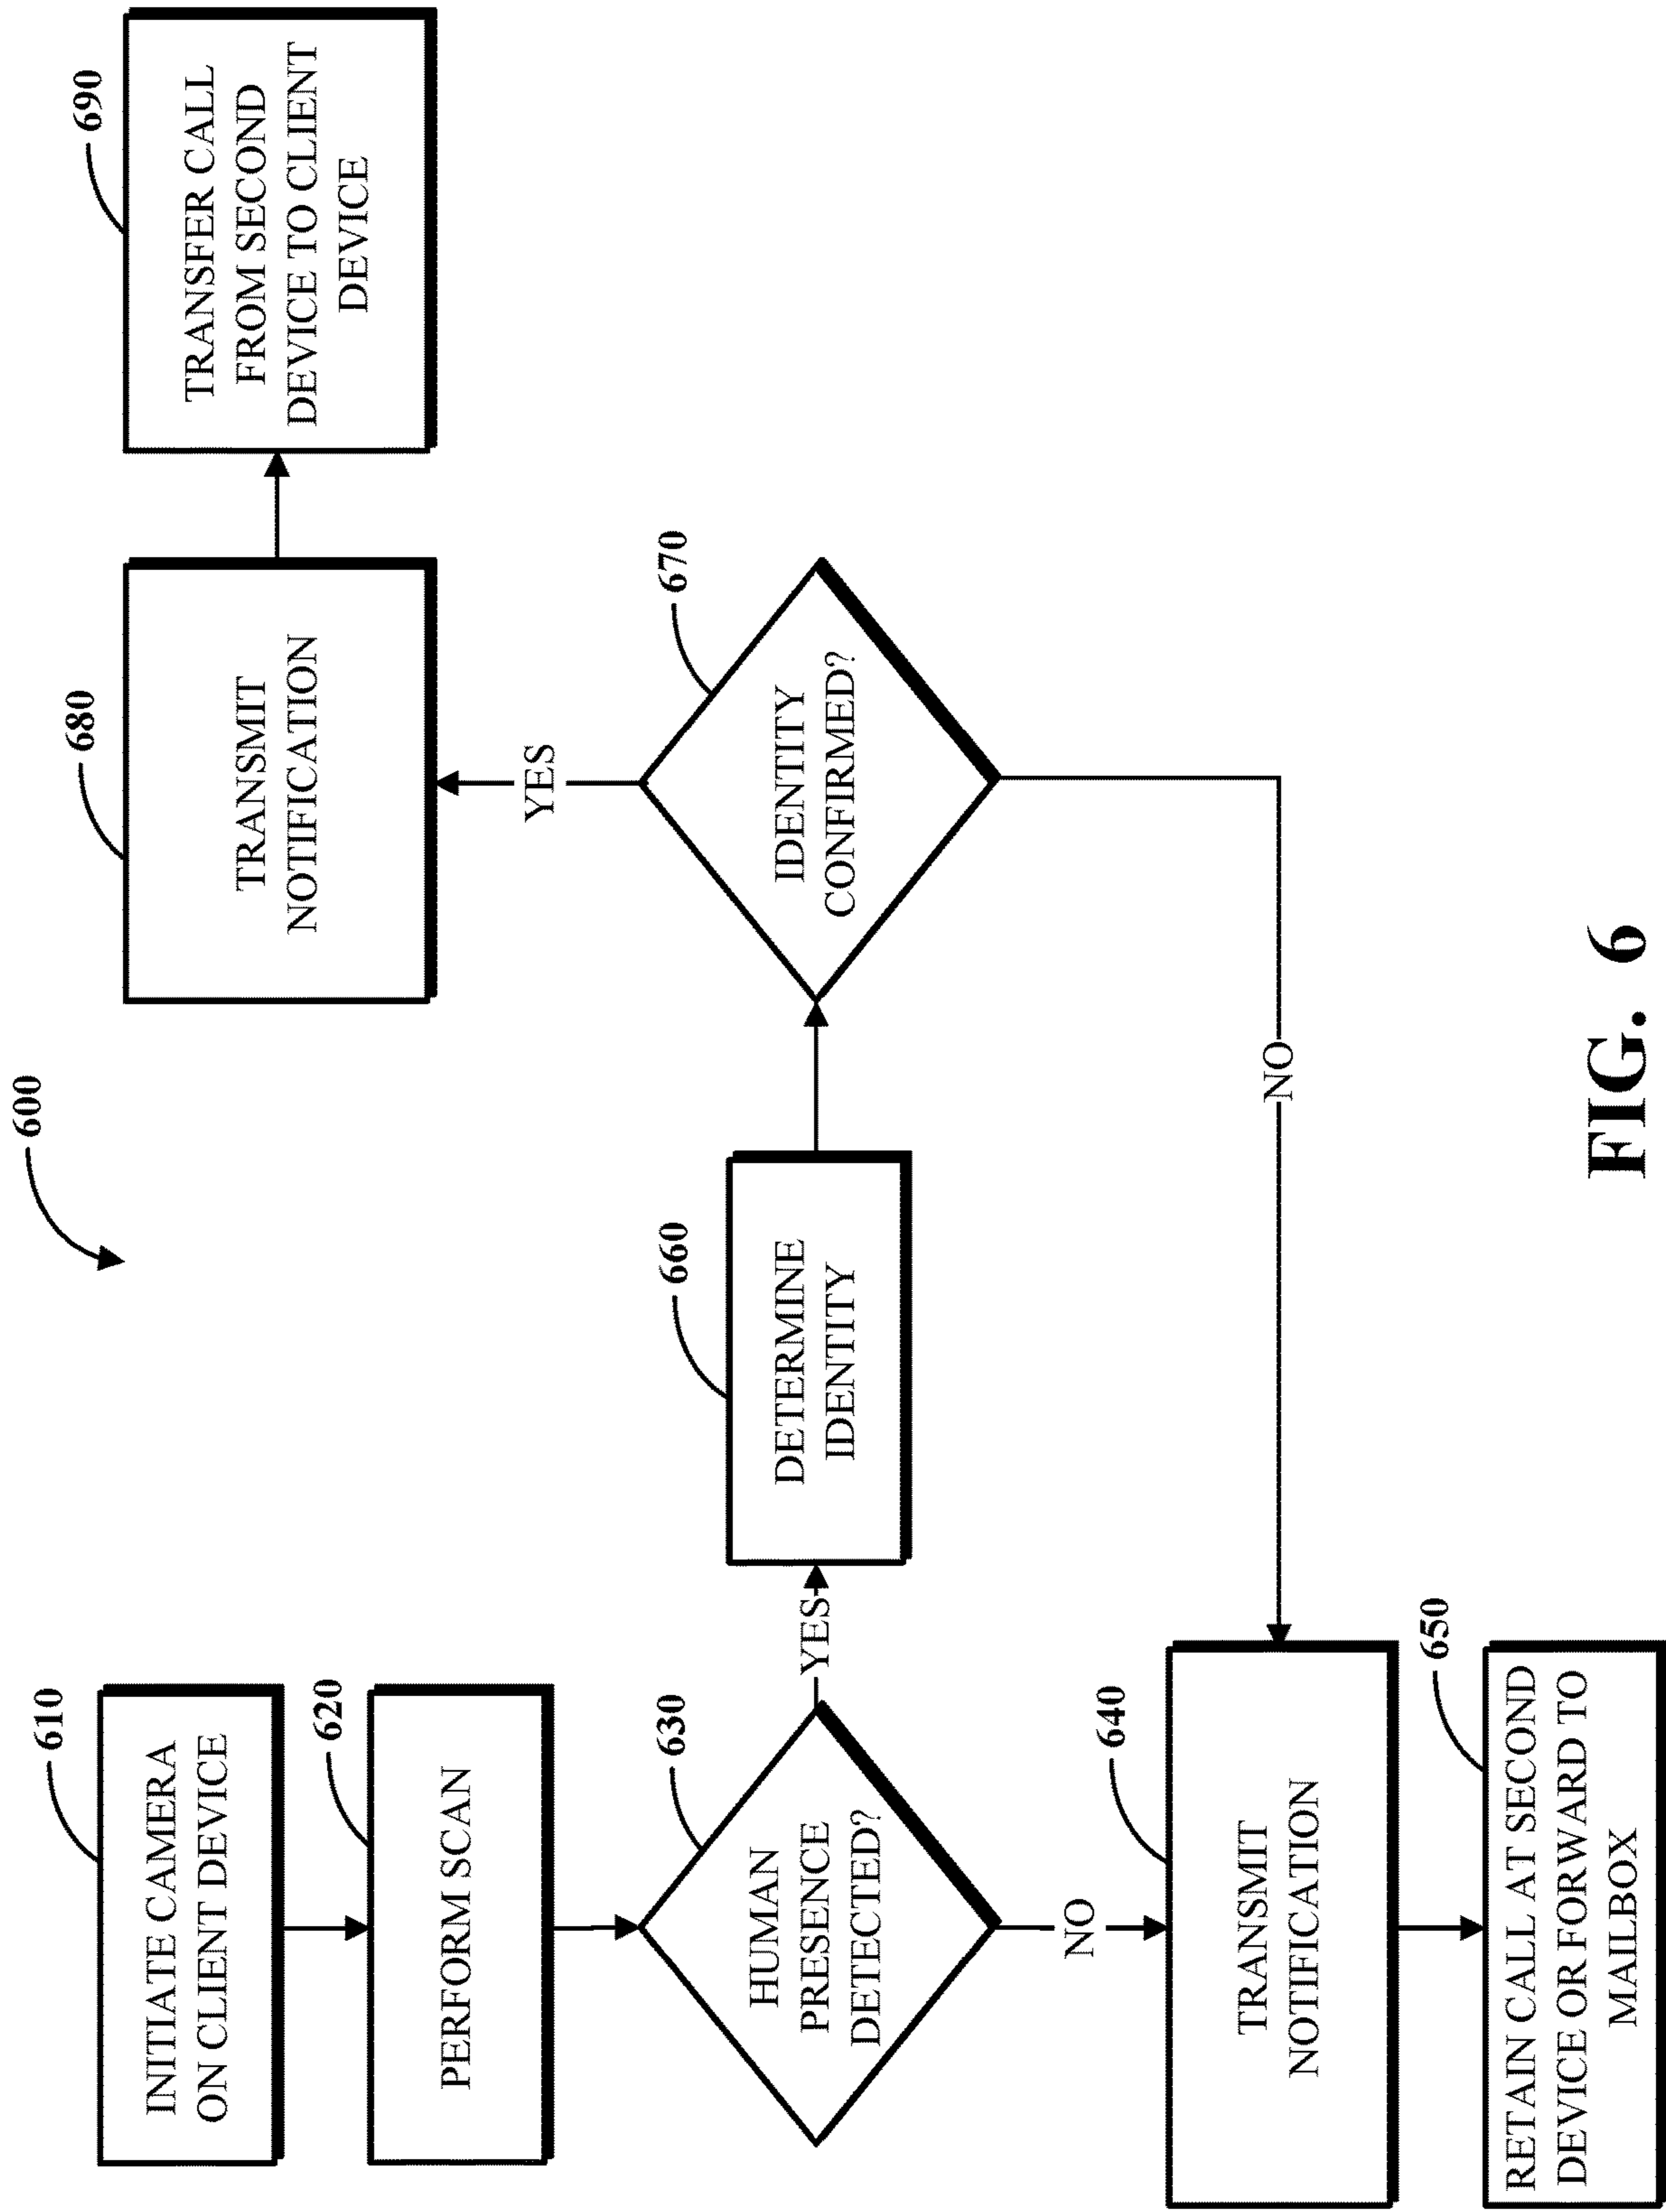 600
610
INITIATE CAMERA
ON CLIENT DEVICE
620
PERFORM SCAN
630
HUMAN
PRESENCE
DETECTED?
YES
NO
640
TRANSMIT
NOTIFICATION
650
RETAIN CALL AT SECOND
DEVICE OR FORWARD TO
MAILBOX
660
DETERMINE
IDENTITY
670
IDENTITY
CONFIRMED?
YES
NO
680
TRANSMIT
NOTIFICATION
690
TRANSFER CALL
FROM SECOND
DEVICE TO CLIENT
DEVICE
FIG. 6